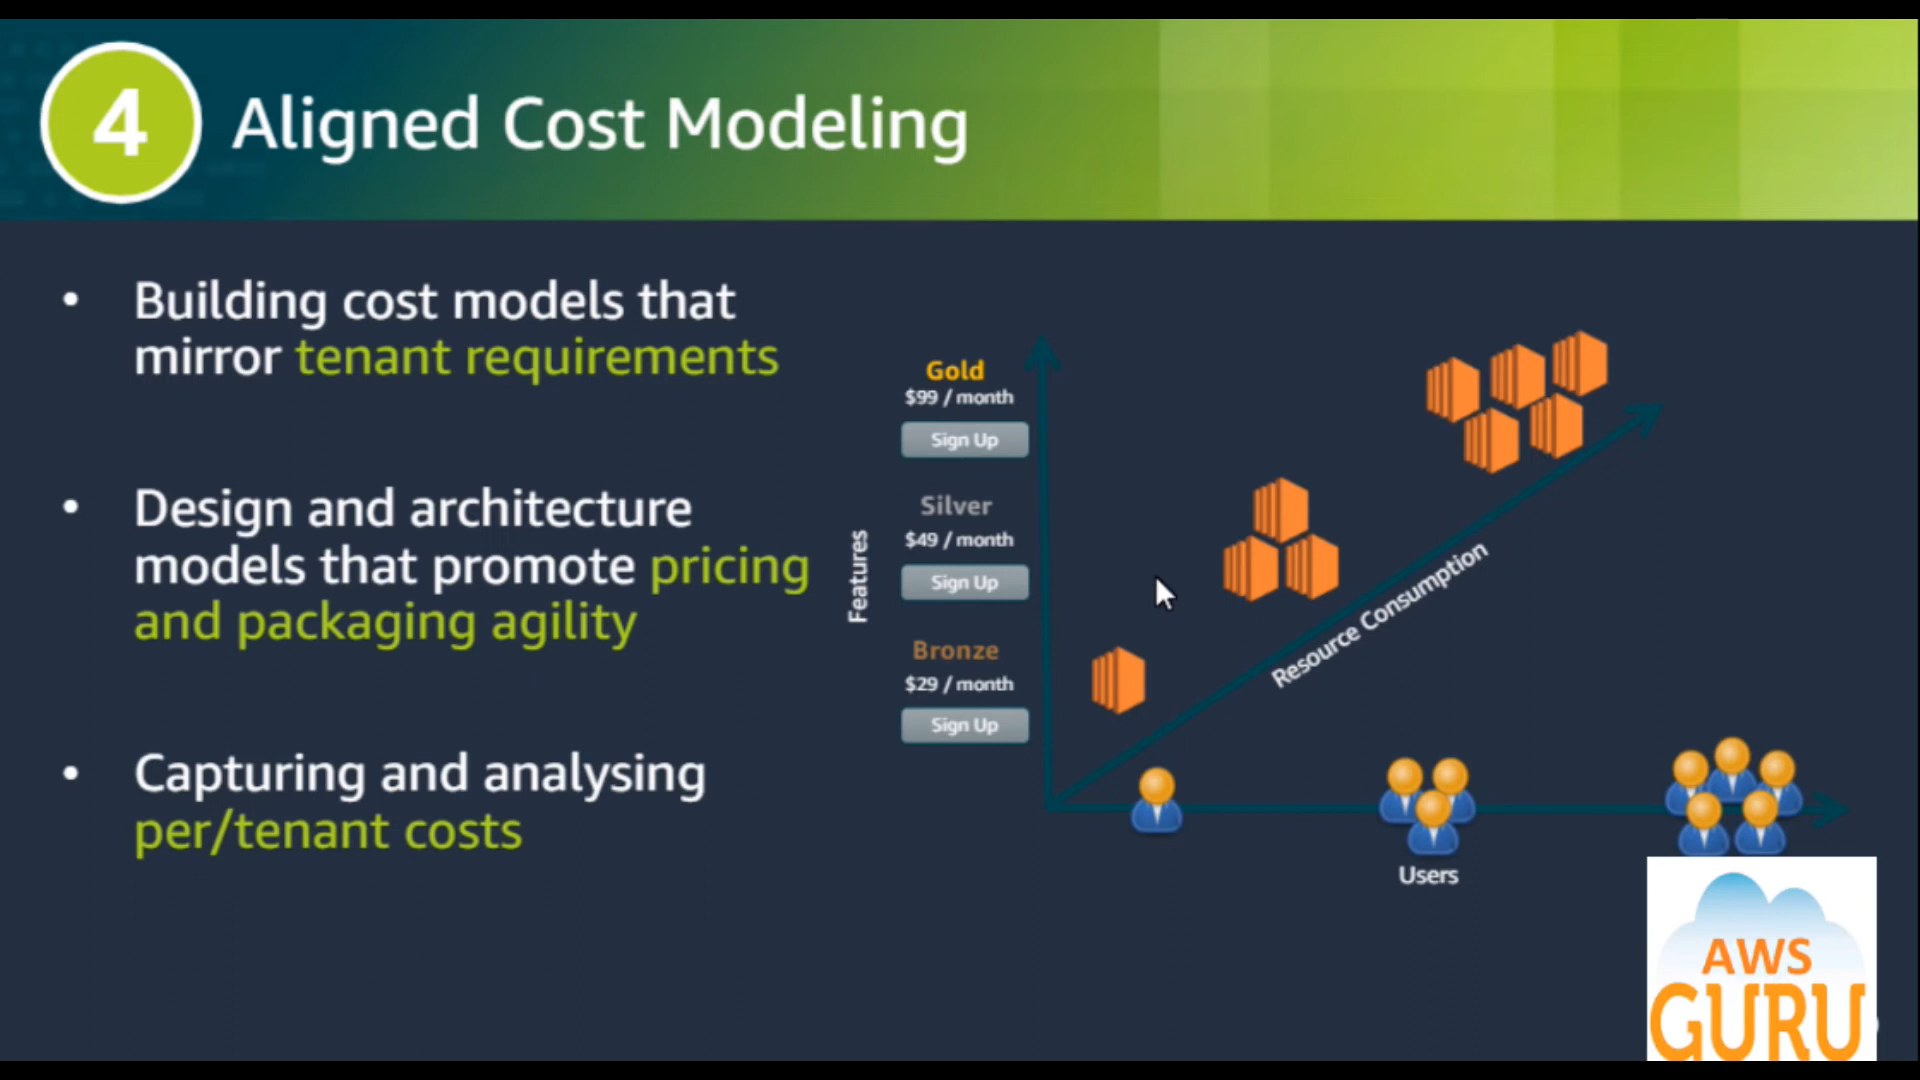 4
Aligned Cost Modeling
• Building cost models that
mirror tenant requirements
• Design and architecture
models that promote pricing
and packaging agility
• Capturing and analysing
per/tenant costs
Features
Gold
$99 / month
Sign Up
Silver
$49 / month
Sign Up
Bronze
$29 / month
Sign Up
Resource Consumption
Users
AWS
GURU